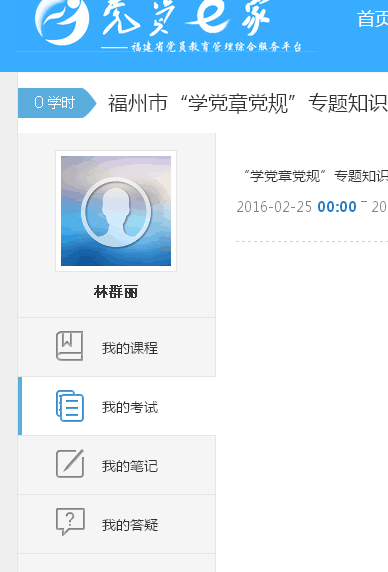 党员e家
首页
——福建省党员教育管理综合服务平台
0 学时
福州市“学党章党规”专题知识
“学党章党规”专题知识
2016-02-25 00:00 - 20
林群丽
我的课程
我的考试
我的笔记
我的答疑